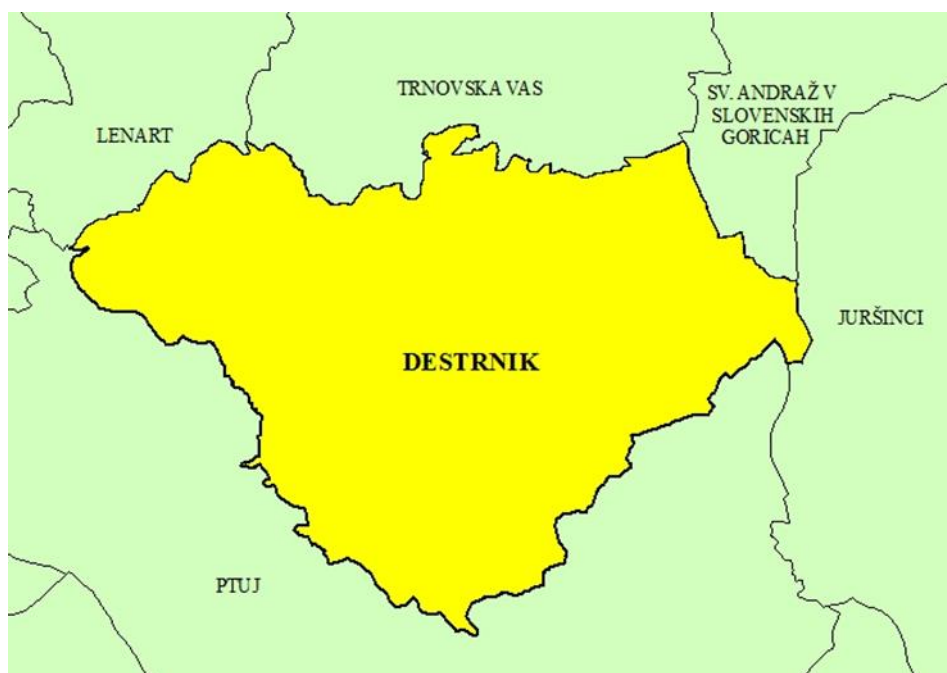 TRNOVSKA VAS
SV. ANDRAŽ V
SLOVENSKIH
GORICAH
LENART
JURŠINCI
DESTRNIK
PTUJ